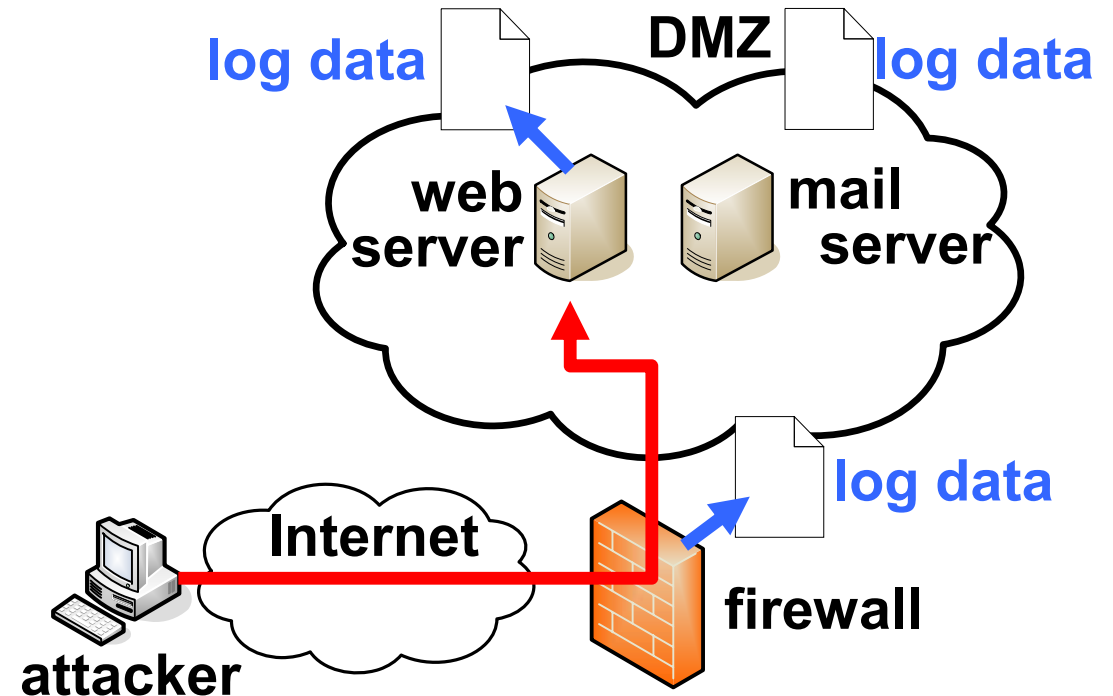 DMZ
log data
log data
web
server
mail
server
log data
Internet
firewall
attacker